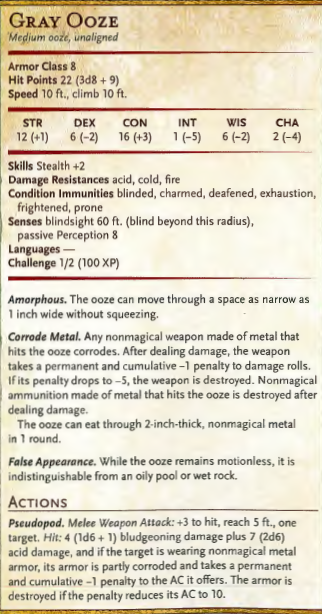 GRAY OOZE
Medium ooze, unaligned
Armor Class 8
Hit Points 22 (3d8 + 9)
Speed 10 ft., climb 10 ft.
STR DEX CON INT WIS CHA
12 (+1) 6 (−2) 16 (+3) 1 (−5) 6 (−2) 2 (−4)
Skills Stealth +2
Damage Resistances acid, cold, fire
Condition Immunities blinded, charmed, deafened, exhaustion,
frightened, prone
Senses blindsight 60 ft. (blind beyond this radius),
passive Perception 8
Languages —
Challenge 1/2 (100 XP)
Amorphous. The ooze can move through a space as narrow as
1 inch wide without squeezing.
Corrode Metal. Any nonmagical weapon made of metal that
hits the ooze corrodes. After dealing damage, the weapon
takes a permanent and cumulative −1 penalty to damage rolls.
If its penalty drops to −5, the weapon is destroyed. Nonmagical
ammunition made of metal that hits the ooze is destroyed after
dealing damage.
The ooze can eat through 2-inch-thick, nonmagical metal
in 1 round.
False Appearance. While the ooze remains motionless, it is
indistinguishable from an oily pool or wet rock.
ACTIONS
Pseudopod. Melee Weapon Attack: +3 to hit, reach 5 ft., one
target. Hit: 4 (1d6 + 1) bludgeoning damage plus 7 (2d6)
acid damage, and if the target is wearing nonmagical metal
armor, its armor is partly corroded and takes a permanent
and cumulative −1 penalty to the AC it offers. The armor is
destroyed if the penalty reduces its AC to 10.